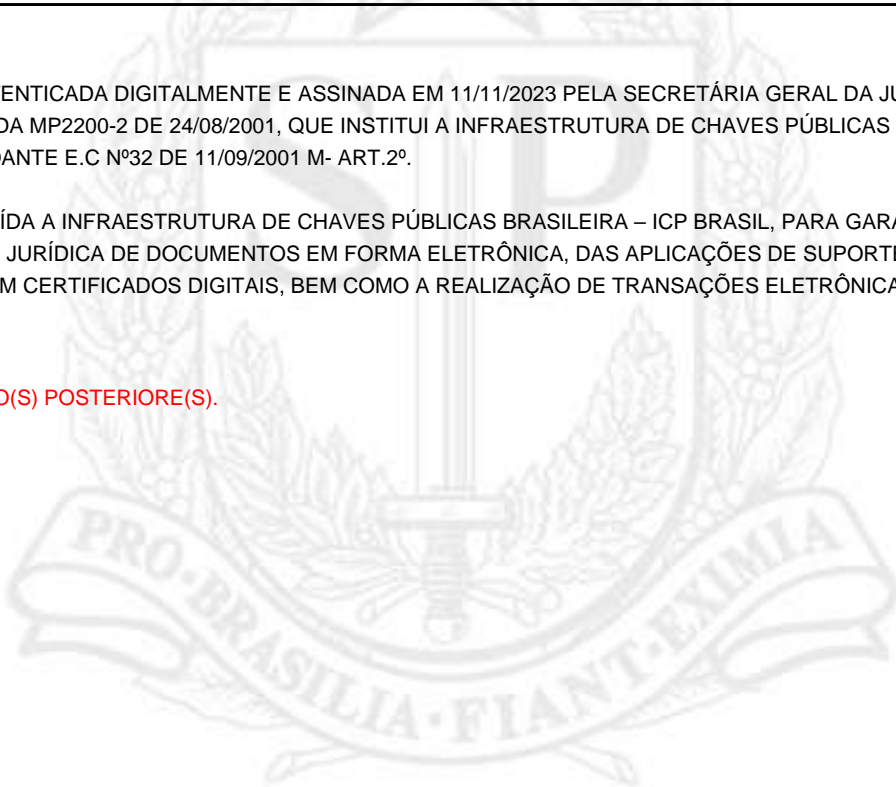 ENTICADA DIGITALMENTE E ASSINADA EM 11/11/2023 PELA SECRETÁRIA GERAL DA JU
DA MP2200-2 DE 24/08/2001, QUE INSTITUI A INFRAESTRUTURA DE CHAVES PÚBLICAS
DANTE E.C Nº32 DE 11/09/2001 M- ART.2º.
ÍDA A INFRAESTRUTURA DE CHAVES PÚBLICAS BRASILEIRA – ICP BRASIL, PARA GARA
JURÍDICA DE DOCUMENTOS EM FORMA ELETRÔNICA, DAS APLICAÇÕES DE SUPORTE
M CERTIFICADOS DIGITAIS, BEM COMO A REALIZAÇÃO DE TRANSAÇÕES ELETRÔNICA
O(S) POSTERIORE(S).
SP
PRO·BRASILIA·FIANT·EXIMIA